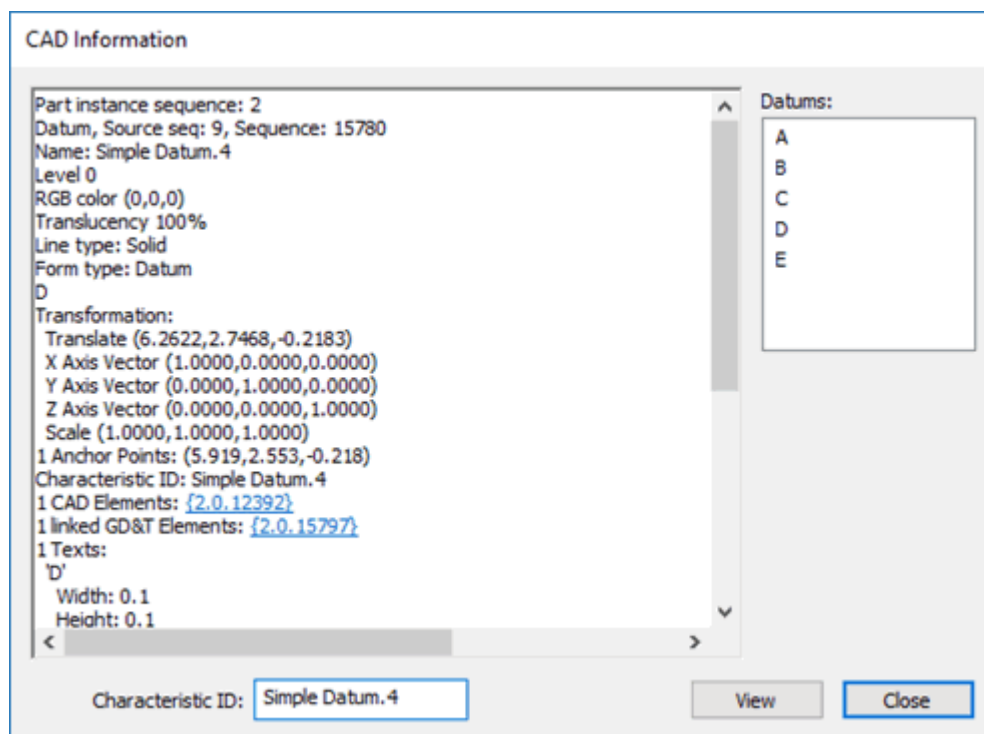 CAD Information
Part instance sequence: 2
Datum, Source seq: 9, Sequence: 15780
Name: Simple Datum.4
Level 0
RGB color (0,0,0)
Translucency 100%
Line type: Solid
Form type: Datum
D
Transformation:
Translate (6.2622,2.7468,-0.2183)
X Axis Vector (1.0000,0.0000,0.0000)
Y Axis Vector (0.0000,1.0000,0.0000)
Z Axis Vector (0.0000,0.0000,1.0000)
Scale (1.0000,1.0000,1.0000)
1 Anchor Points: (5.919,2.553,-0.218)
Characteristic ID: Simple Datum.4
1 CAD Elements: {2.0.12392}
1 linked GD&T Elements: {2.0.15797}
1 Texts:
'D'
Width: 0.1
Height: 0.1
Datums:
A
B
C
D
E
Characteristic ID: Simple Datum.4
View
Close